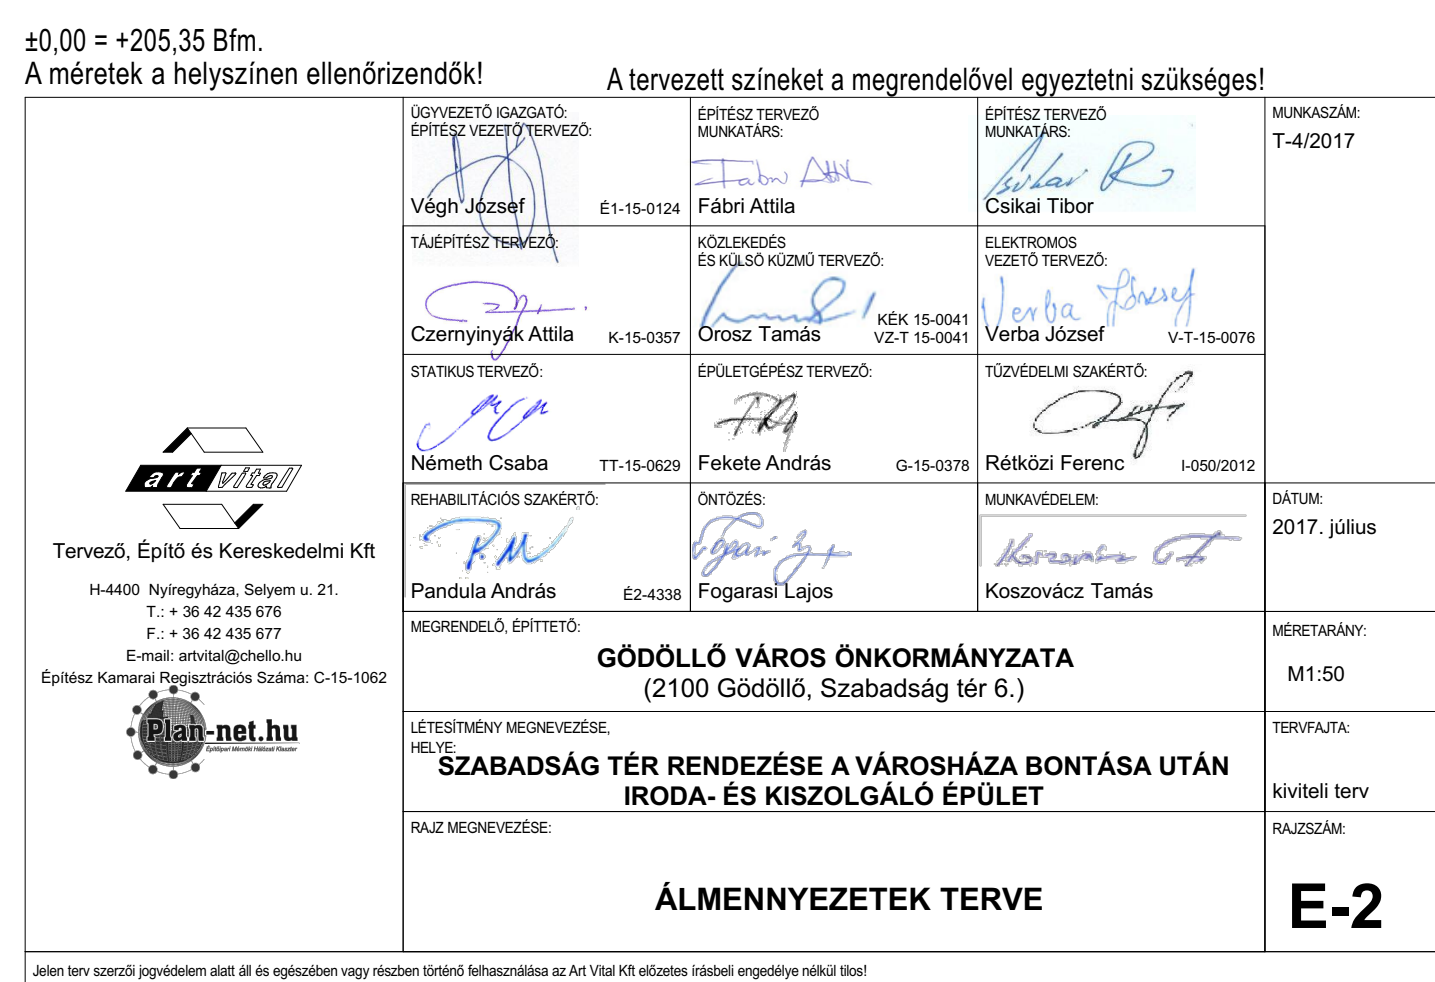 ±0,00 = +205,35 Bfm.
A méretek a helyszínen ellenőrizendők!
A tervezett színeket a megrendelővel egyeztetni szükséges!
ÜGYVEZETŐ IGAZGATÓ:
ÉPÍTÉSZ VEZETŐ TERVEZŐ:
Végh József É1-15-0124
ÉPÍTÉSZ TERVEZŐ
MUNKATÁRS:
Fábri Attila
ÉPÍTÉSZ TERVEZŐ
MUNKATÁRS:
Csikai Tibor
MUNKASZÁM:
T-4/2017
TÁJÉPÍTÉSZ TERVEZŐ:
Czernyinyák Attila K-15-0357
KÖZLEKEDÉS
ÉS KÜLSÖ KÜZMŰ TERVEZŐ:
KÉK 15-0041
Orosz Tamás VZ-T 15-0041
ELEKTROMOS
VEZETŐ TERVEZŐ:
Verba József
Verba József V-T-15-0076
STATIKUS TERVEZŐ:
Németh Csaba TT-15-0629
ÉPÜLETGÉPÉSZ TERVEZŐ:
Fekete András G-15-0378
TŰZVÉDELMI SZAKÉRTŐ:
Rétközi Ferenc I-050/2012
REHABILITÁCIÓS SZAKÉRTŐ:
P.M
Pandula András É2-4338
ÖNTÖZÉS:
Fogarasi Lajos
MUNKAVÉDELEM:
Koszovácz Tamás
DÁTUM:
2017. július
art vital
Tervező, Építő és Kereskedelmi Kft
H-4400 Nyíregyháza, Selyem u. 21.
T.: + 36 42 435 676
F.: + 36 42 435 677
E-mail: artvital@chello.hu
Építész Kamarai Regisztrációs Száma: C-15-1062
Plan-net.hu
Építőipari Mérnöki Hálózati Klaszter
MEGRENDELŐ, ÉPÍTTETŐ:
GÖDÖLLŐ VÁROS ÖNKORMÁNYZATA
(2100 Gödöllő, Szabadság tér 6.)
MÉRETARÁNY:
M1:50
LÉTESÍTMÉNY MEGNEVEZÉSE,
HELYE:
SZABADSÁG TÉR RENDEZÉSE A VÁROSHÁZA BONTÁSA UTÁN
IRODA- ÉS KISZOLGÁLÓ ÉPÜLET
TERVFAJTA:
kiviteli terv
RAJZ MEGNEVEZÉSE:
ÁLMENNYEZETEK TERVE
RAJZSZÁM:
E-2
Jelen terv szerzői jogvédelem alatt áll és egészében vagy részben történő felhasználása az Art Vital Kft előzetes írásbeli engedélye nélkül tilos!